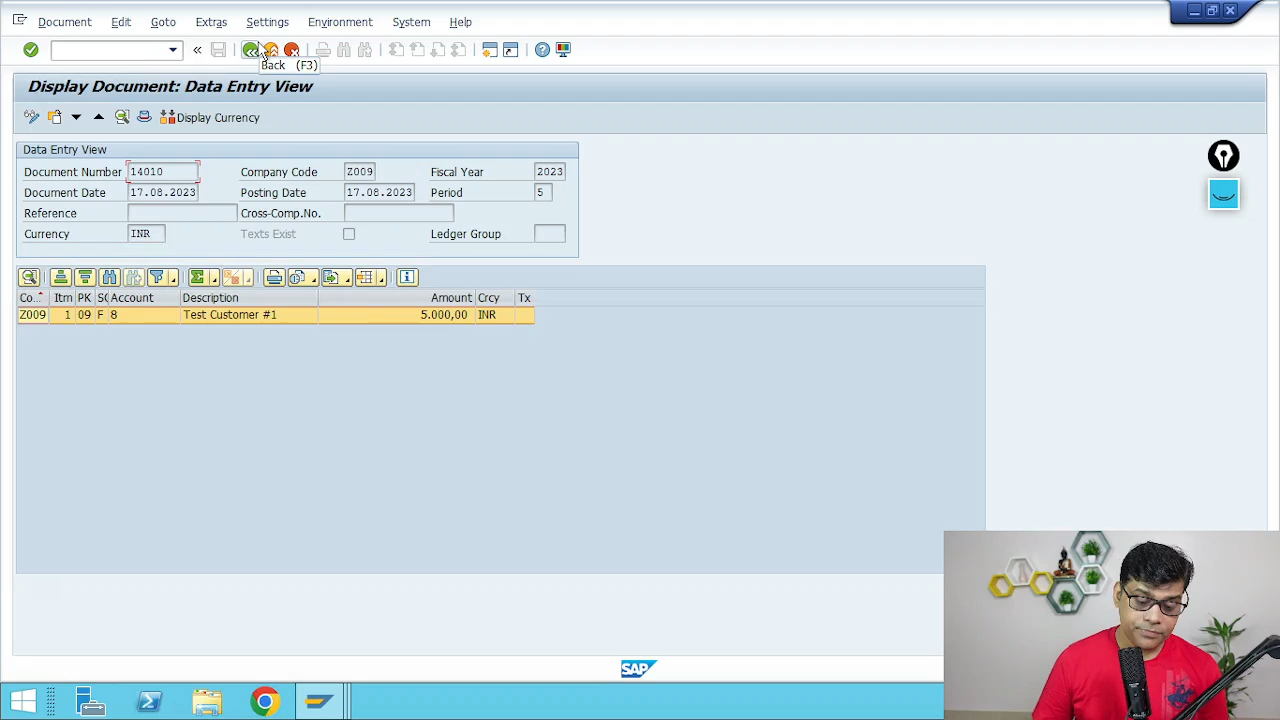 Document Edit Goto Extras Settings Environment System Help
Back (F3)
Display Document: Data Entry View
Display Currency
Data Entry View
Document Number 14010 Company Code Z009 Fiscal Year 2023
Document Date 17.08.2023 Posting Date 17.08.2023 Period 5
Reference Cross-Comp.No.
Currency INR Texts Exist Ledger Group
Co.. Itm PK SG Account Description Amount Crcy Tx
Z009 1 09 F 8 Test Customer #1 5.000,00 INR
SAP